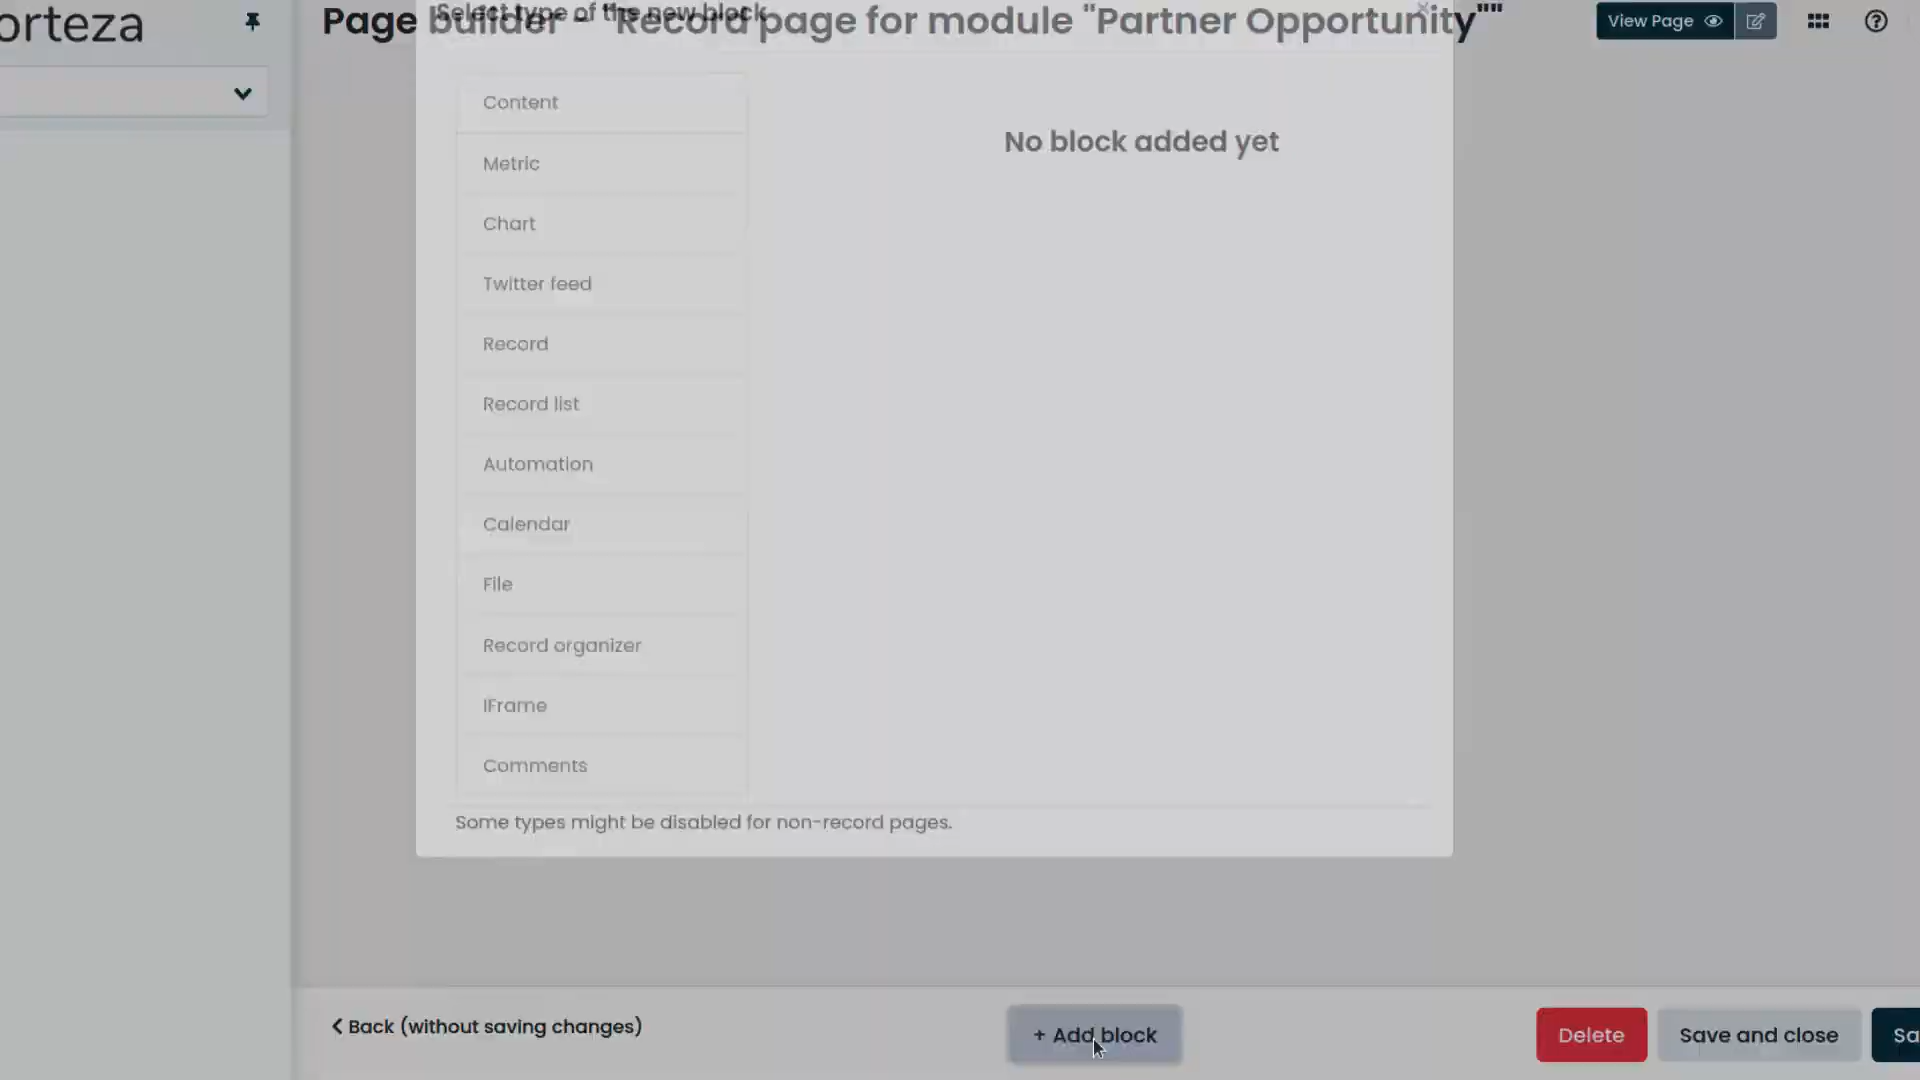 orteza
Page builder - "Record page for module "Partner Opportunity""
View Page
Select type of the new block
Content
Metric
Chart
Twitter feed
Record
Record list
Automation
Calendar
File
Record organizer
IFrame
Comments
No block added yet
Some types might be disabled for non-record pages.
Back (without saving changes)
+ Add block
Delete
Save and close
Sa